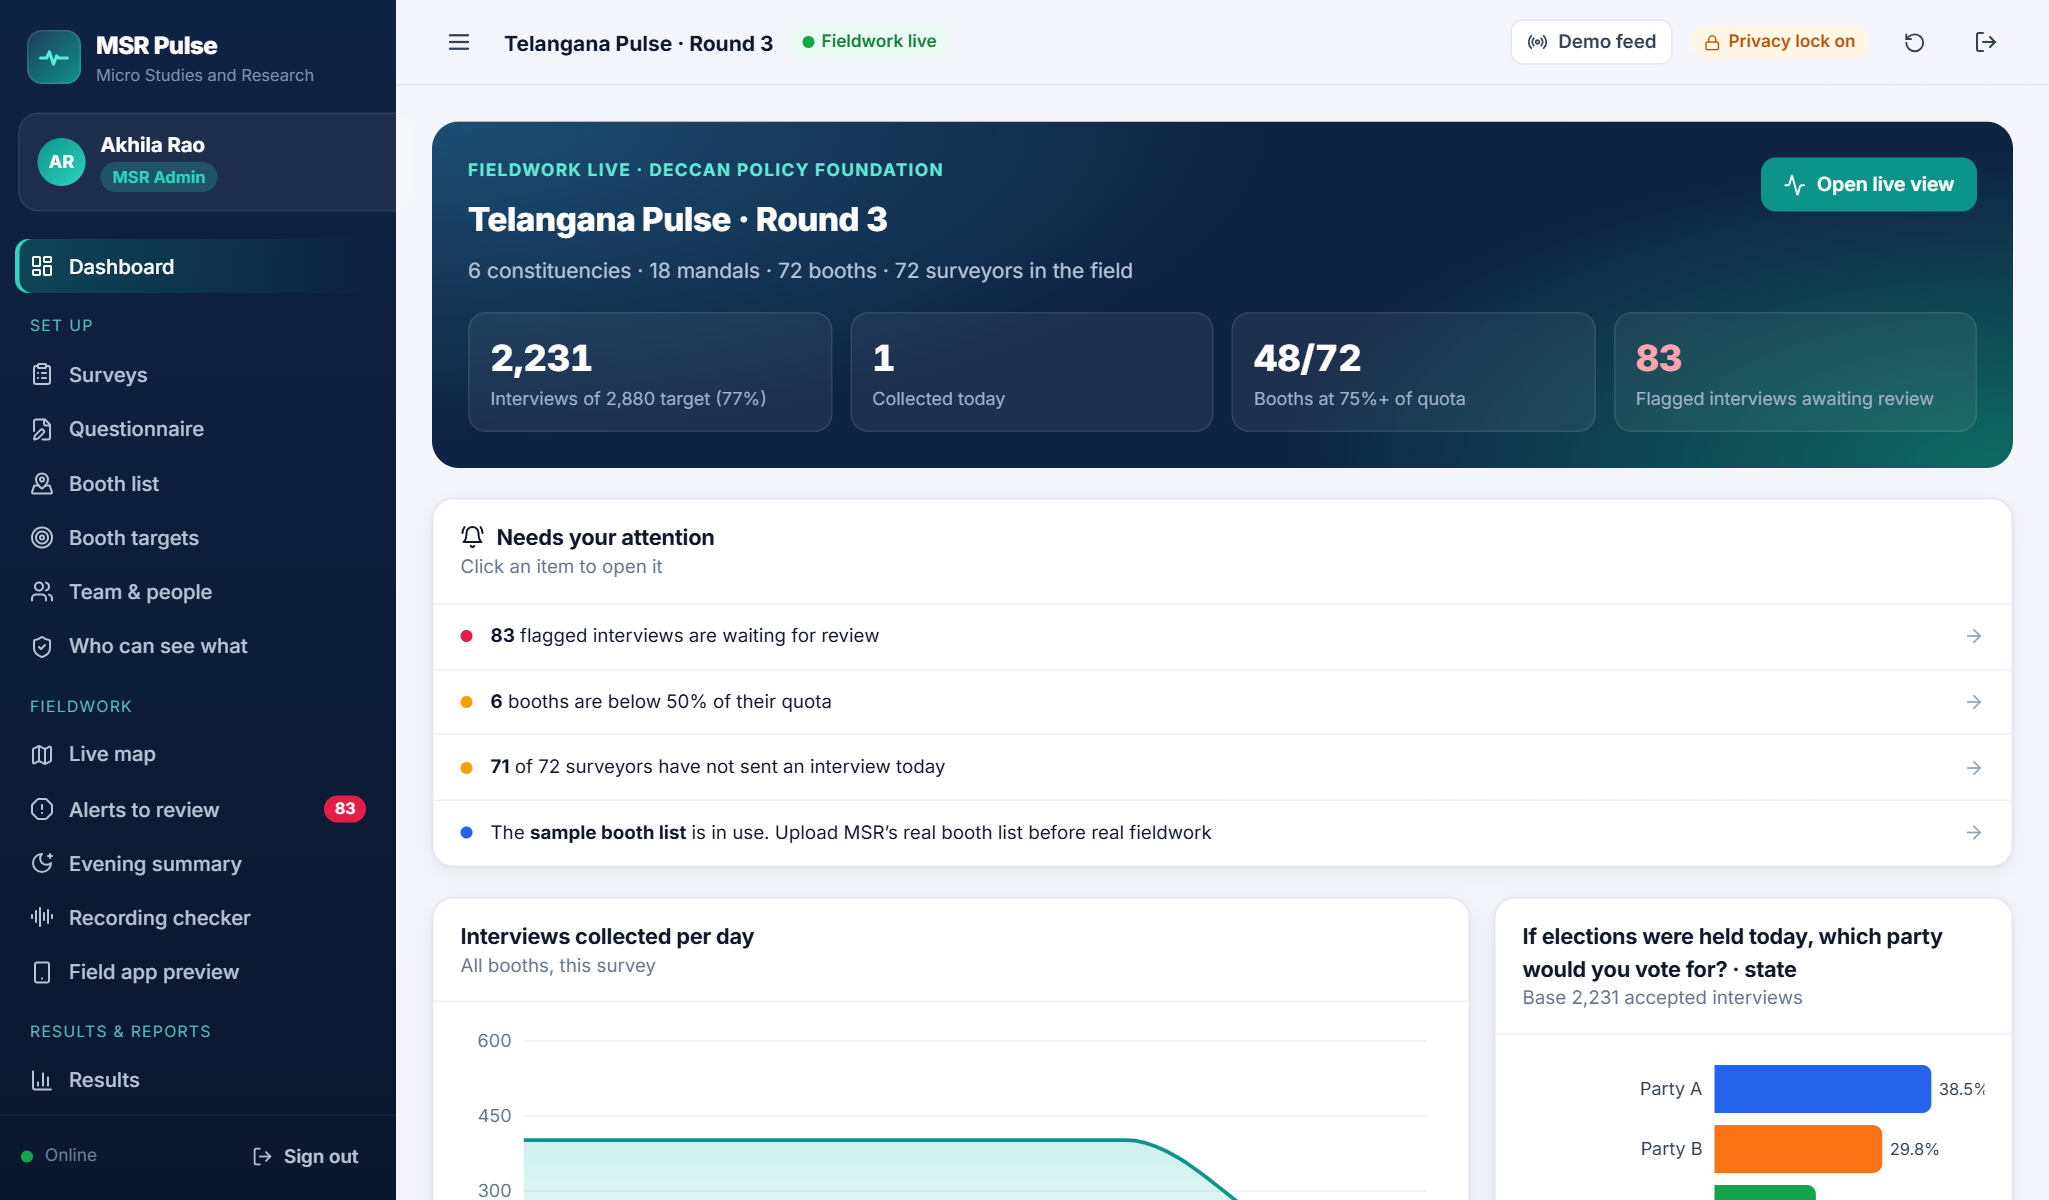 MSR Pulse
Micro Studies and Research
AR
Akhila Rao
MSR Admin
Dashboard
SET UP
Surveys
Questionnaire
Booth list
Booth targets
Team & people
Who can see what
FIELDWORK
Live map
Alerts to review
83
Evening summary
Recording checker
Field app preview
RESULTS & REPORTS
Results
Online
Sign out
Telangana Pulse · Round 3
Fieldwork live
Demo feed
Privacy lock on
FIELDWORK LIVE · DECCAN POLICY FOUNDATION
Telangana Pulse · Round 3
6 constituencies · 18 mandals · 72 booths · 72 surveyors in the field
Open live view
2,231
Interviews of 2,880 target (77%)
1
Collected today
48/72
Booths at 75%+ of quota
83
Flagged interviews awaiting review
Needs your attention
Click an item to open it
83 flagged interviews are waiting for review
6 booths are below 50% of their quota
71 of 72 surveyors have not sent an interview today
The sample booth list is in use. Upload MSR’s real booth list before real fieldwork
Interviews collected per day
All booths, this survey
600
450
300
If elections were held today, which party
would you vote for? · state
Base 2,231 accepted interviews
Party A
38.5%
Party B
29.8%